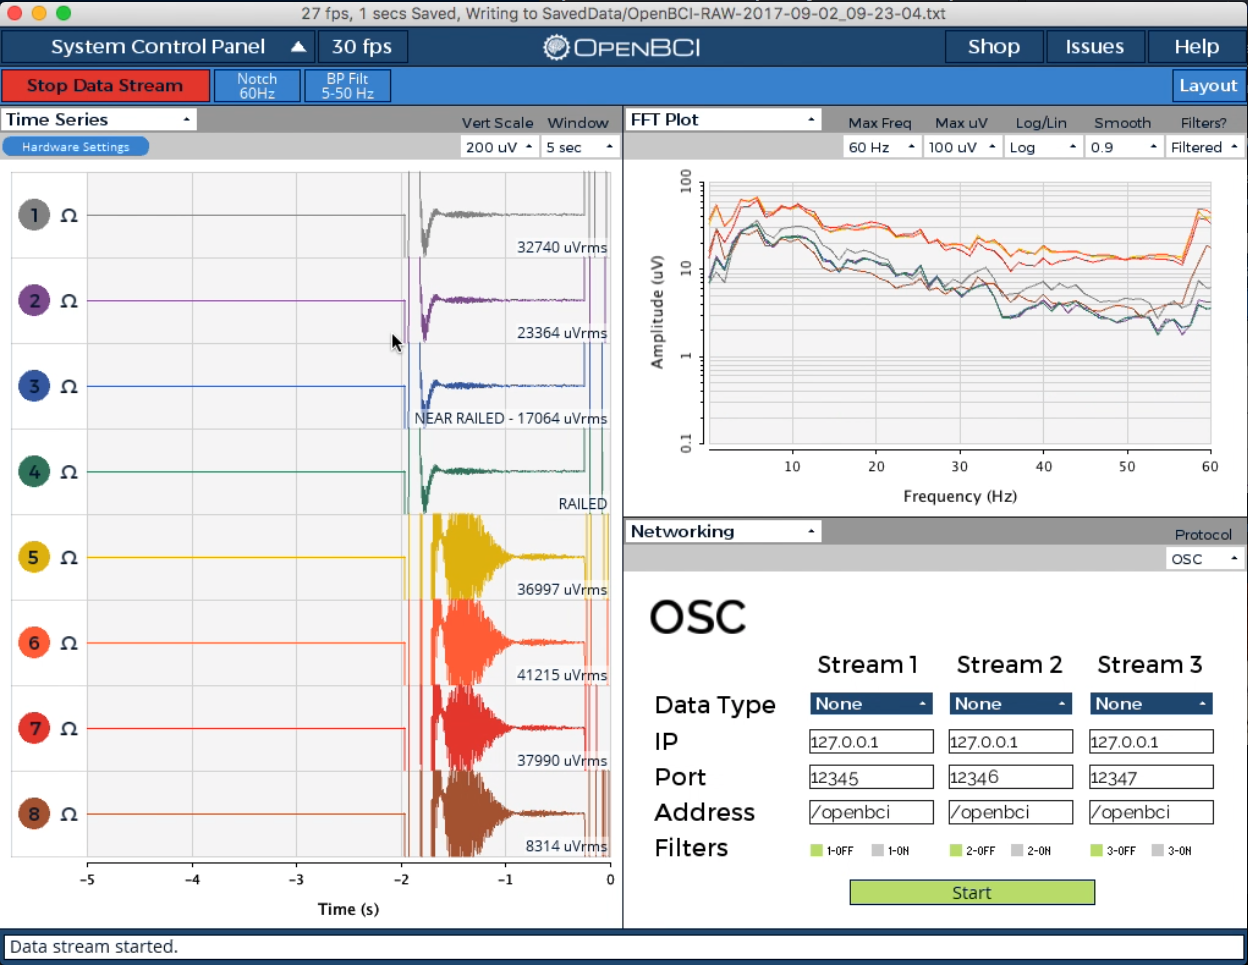 27 fps, 1 secs Saved, Writing to SavedData/OpenBCI-RAW-2017-09-02_09-23-04.txt
System Control Panel
30 fps
OPENBCI
Shop
Issues
Help
Stop Data Stream
Notch
60Hz
BP Filt
5-50 Hz
Layout
Time Series
Vert Scale
Window
Hardware Settings
200 uV
5 sec
1 Ω
32740 uVrms
2 Ω
23364 uVrms
3 Ω
NEAR RAILED - 17064 uVrms
4 Ω
RAILED
5 Ω
36997 uVrms
6 Ω
41215 uVrms
7 Ω
37990 uVrms
8 Ω
8314 uVrms
-5 -4 -3 -2 -1 0
Time (s)
FFT Plot
Max Freq
Max uV
Log/Lin
Smooth
Filters?
60 Hz
100 uV
Log
0.9
Filtered
100
10
1
0.1
Amplitude (uV)
10 20 30 40 50 60
Frequency (Hz)
Networking
Protocol
OSC
OSC
Stream 1 Stream 2 Stream 3
Data Type None None None
IP 127.0.0.1 127.0.0.1 127.0.0.1
Port 12345 12346 12347
Address /openbci /openbci /openbci
Filters 1-OFF 1-ON 2-OFF 2-ON 3-OFF 3-ON
Start
Data stream started.